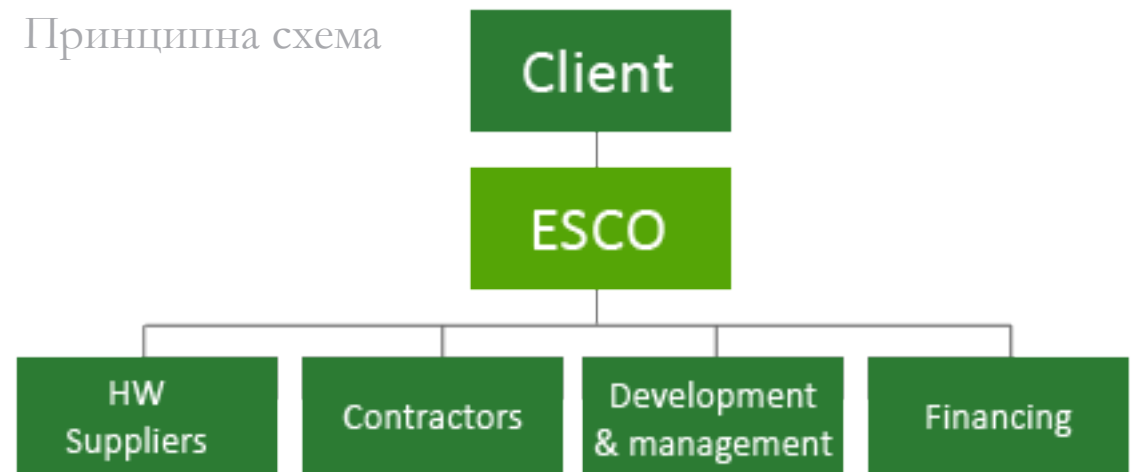 Принципна схема
Client
ESCO
HW
Suppliers
Contractors
Development
& management
Financing